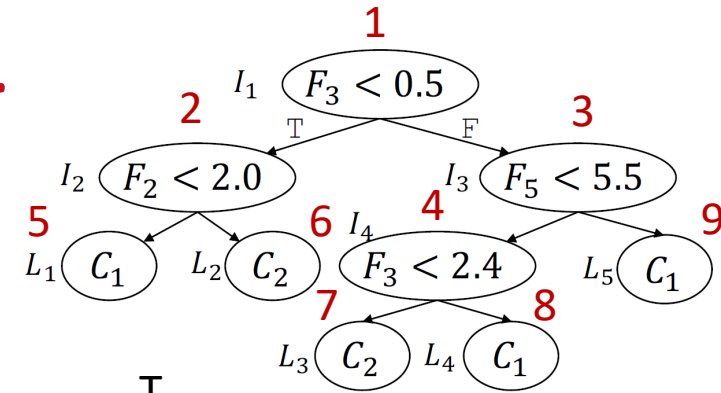 1
I₁ F₃ < 0.5
2 T F 3
I₂ F₂ < 2.0 I₃ F₅ < 5.5
5 6 I₄ 4 9
L₁ C₁ L₂ C₂ F₃ < 2.4 L₅ C₁
7 8
L₃ C₂ L₄ C₁